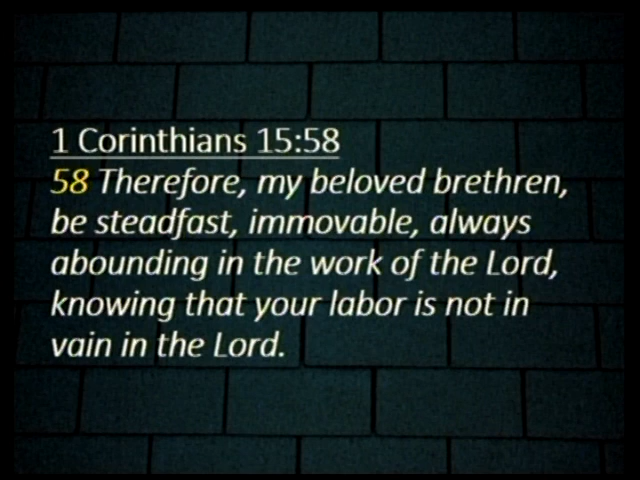 1 Corinthians 15:58
58 Therefore, my beloved brethren,
be steadfast, immovable, always
abounding in the work of the Lord,
knowing that your labor is not in
vain in the Lord.